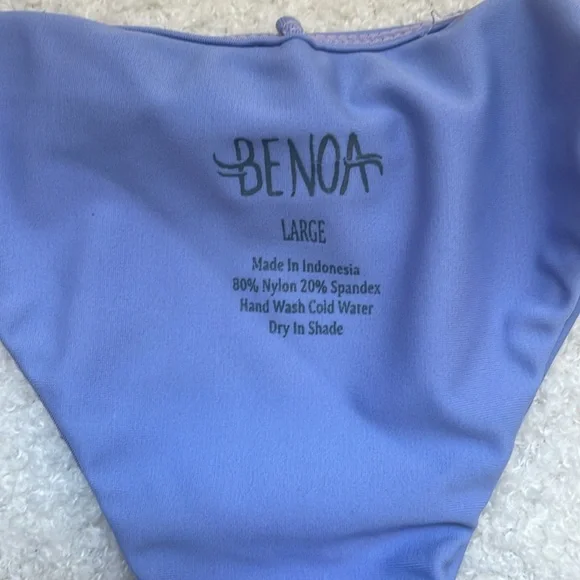 BENOA
LARGE
Made In Indonesia
80% Nylon 20% Spandex
Hand Wash Cold Water
Dry In Shade